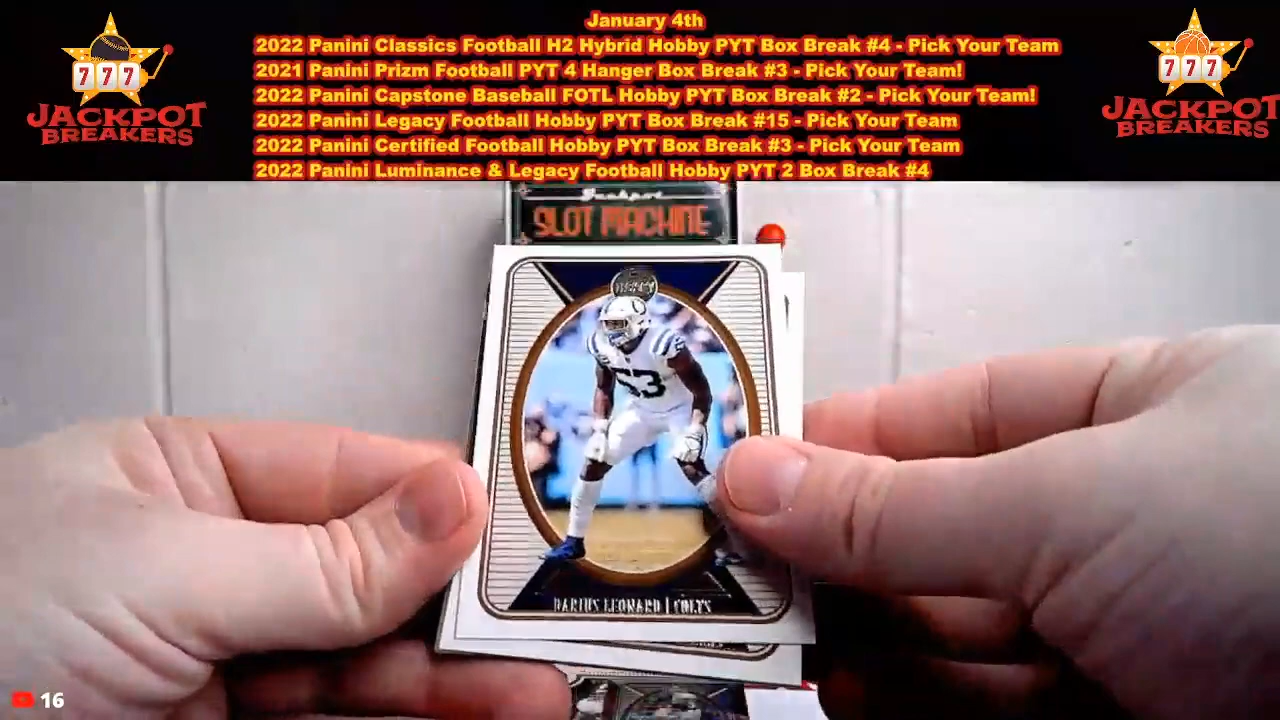 January 4th
2022 Panini Classics Football H2 Hybrid Hobby PYT Box Break #4 - Pick Your Team
2021 Panini Prizm Football PYT 4 Hanger Box Break #3 - Pick Your Team!
2022 Panini Capstone Baseball FOTL Hobby PYT Box Break #2 - Pick Your Team!
2022 Panini Legacy Football Hobby PYT Box Break #15 - Pick Your Team
2022 Panini Certified Football Hobby PYT Box Break #3 - Pick Your Team
2022 Panini Luminance & Legacy Football Hobby PYT 2 Box Break #4
777
JACKPOT
BREAKERS
777
JACKPOT
BREAKERS
Jackpot
SLOT MACHINE
LEGACY
53
DARIUS LEONARD | COLTS
16